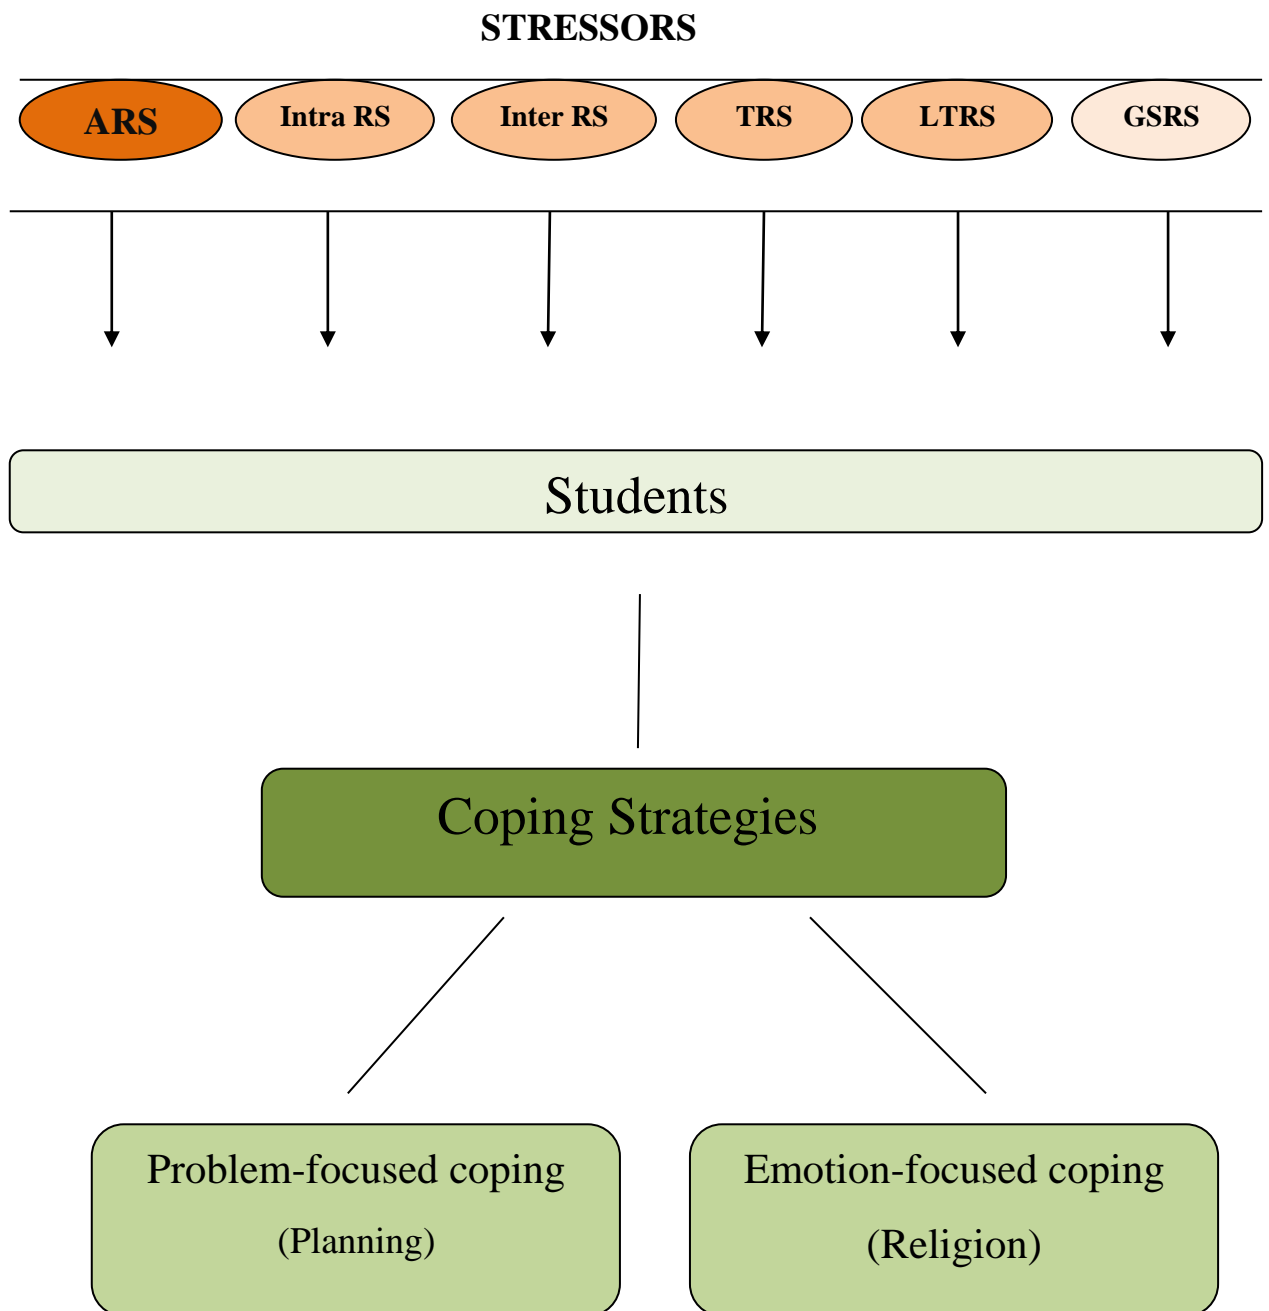 STRESSORS
ARS Intra RS Inter RS TRS LTRS GSRS
Students
Coping Strategies
Problem-focused coping
(Planning)
Emotion-focused coping
(Religion)